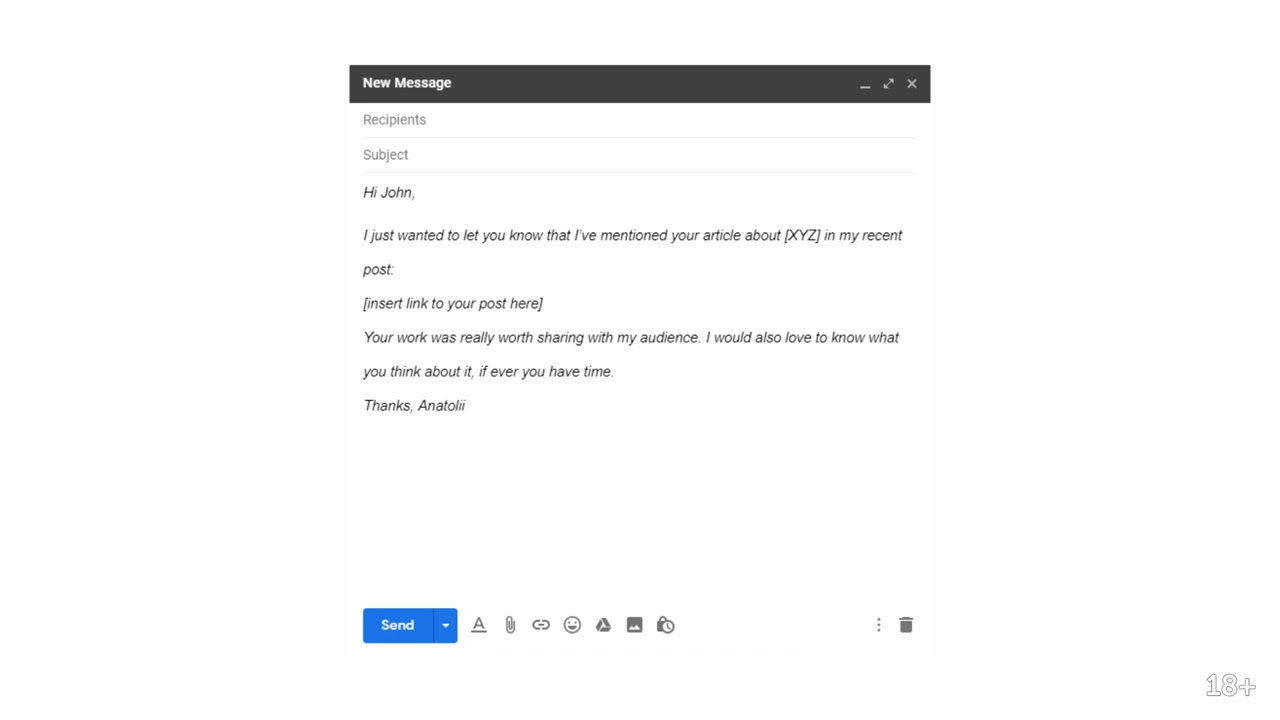 New Message
Recipients
Subject
Hi John,
I just wanted to let you know that I've mentioned your article about [XYZ] in my recent
post:
[insert link to your post here]
Your work was really worth sharing with my audience. I would also love to know what
you think about it, if ever you have time.
Thanks, Anatolii
Send
18+